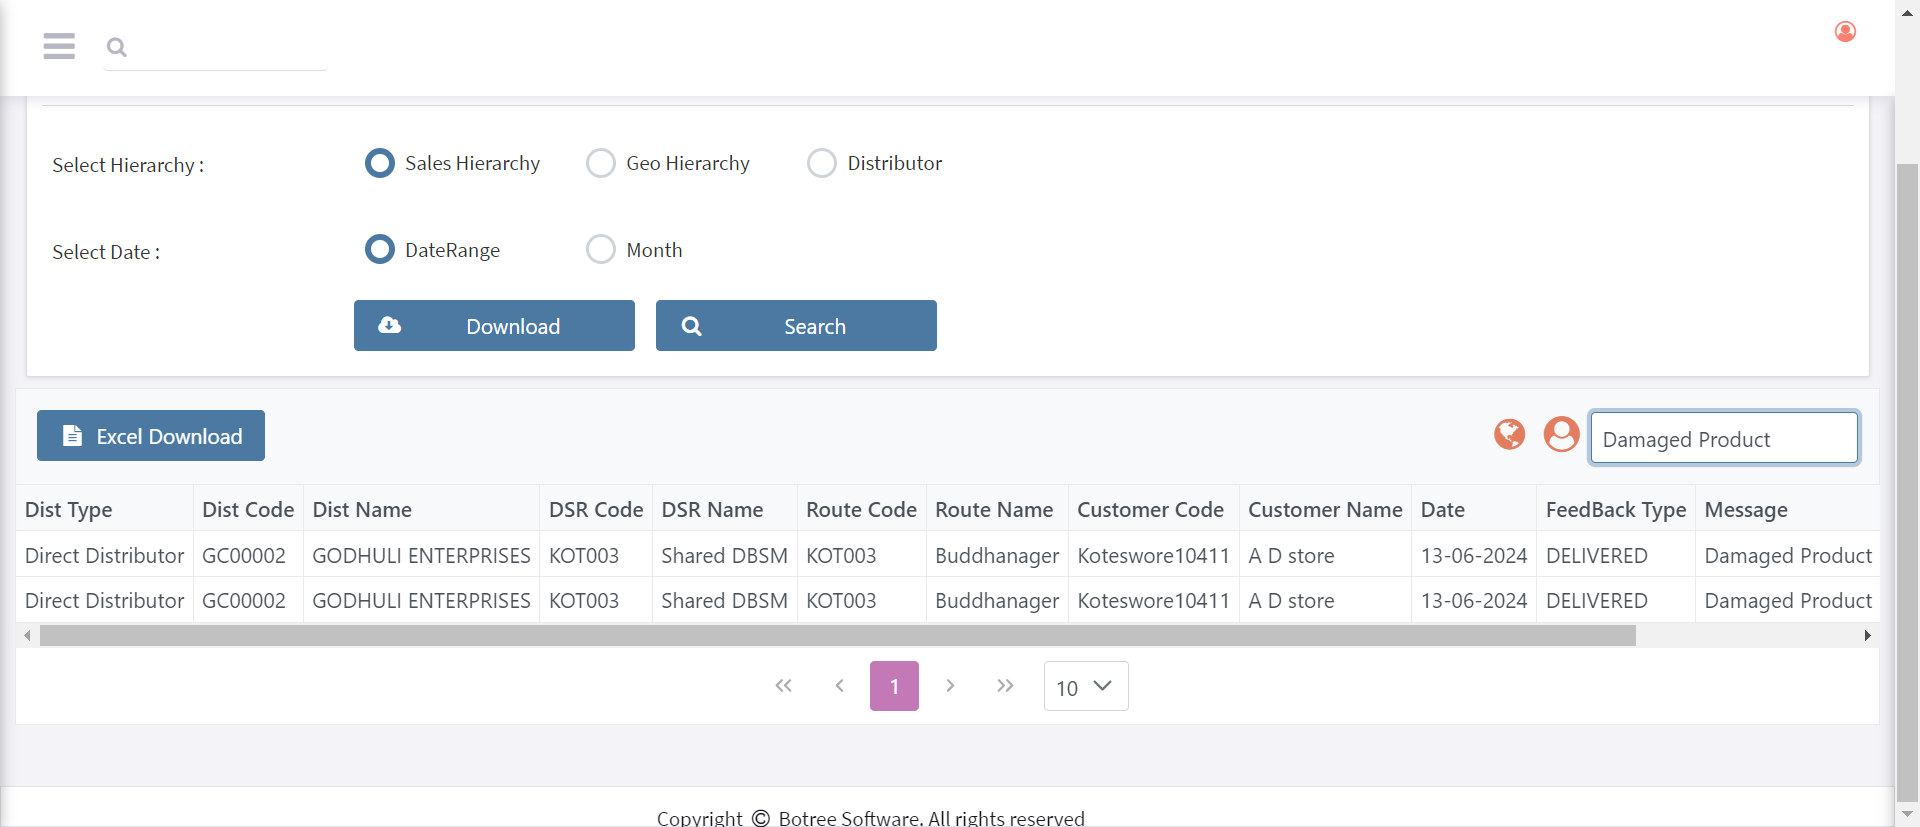 Select Hierarchy : Sales Hierarchy Geo Hierarchy Distributor
Select Date : DateRange Month
Download Search
Excel Download Damaged Product
Dist Type Dist Code Dist Name DSR Code DSR Name Route Code Route Name Customer Code Customer Name Date FeedBack Type Message
Direct Distributor GC00002 GODHULI ENTERPRISES KOT003 Shared DBSM KOT003 Buddhanager Koteswore10411 A D store 13-06-2024 DELIVERED Damaged Product
Direct Distributor GC00002 GODHULI ENTERPRISES KOT003 Shared DBSM KOT003 Buddhanager Koteswore10411 A D store 13-06-2024 DELIVERED Damaged Product
1 10
Copyright © Botree Software. All rights reserved